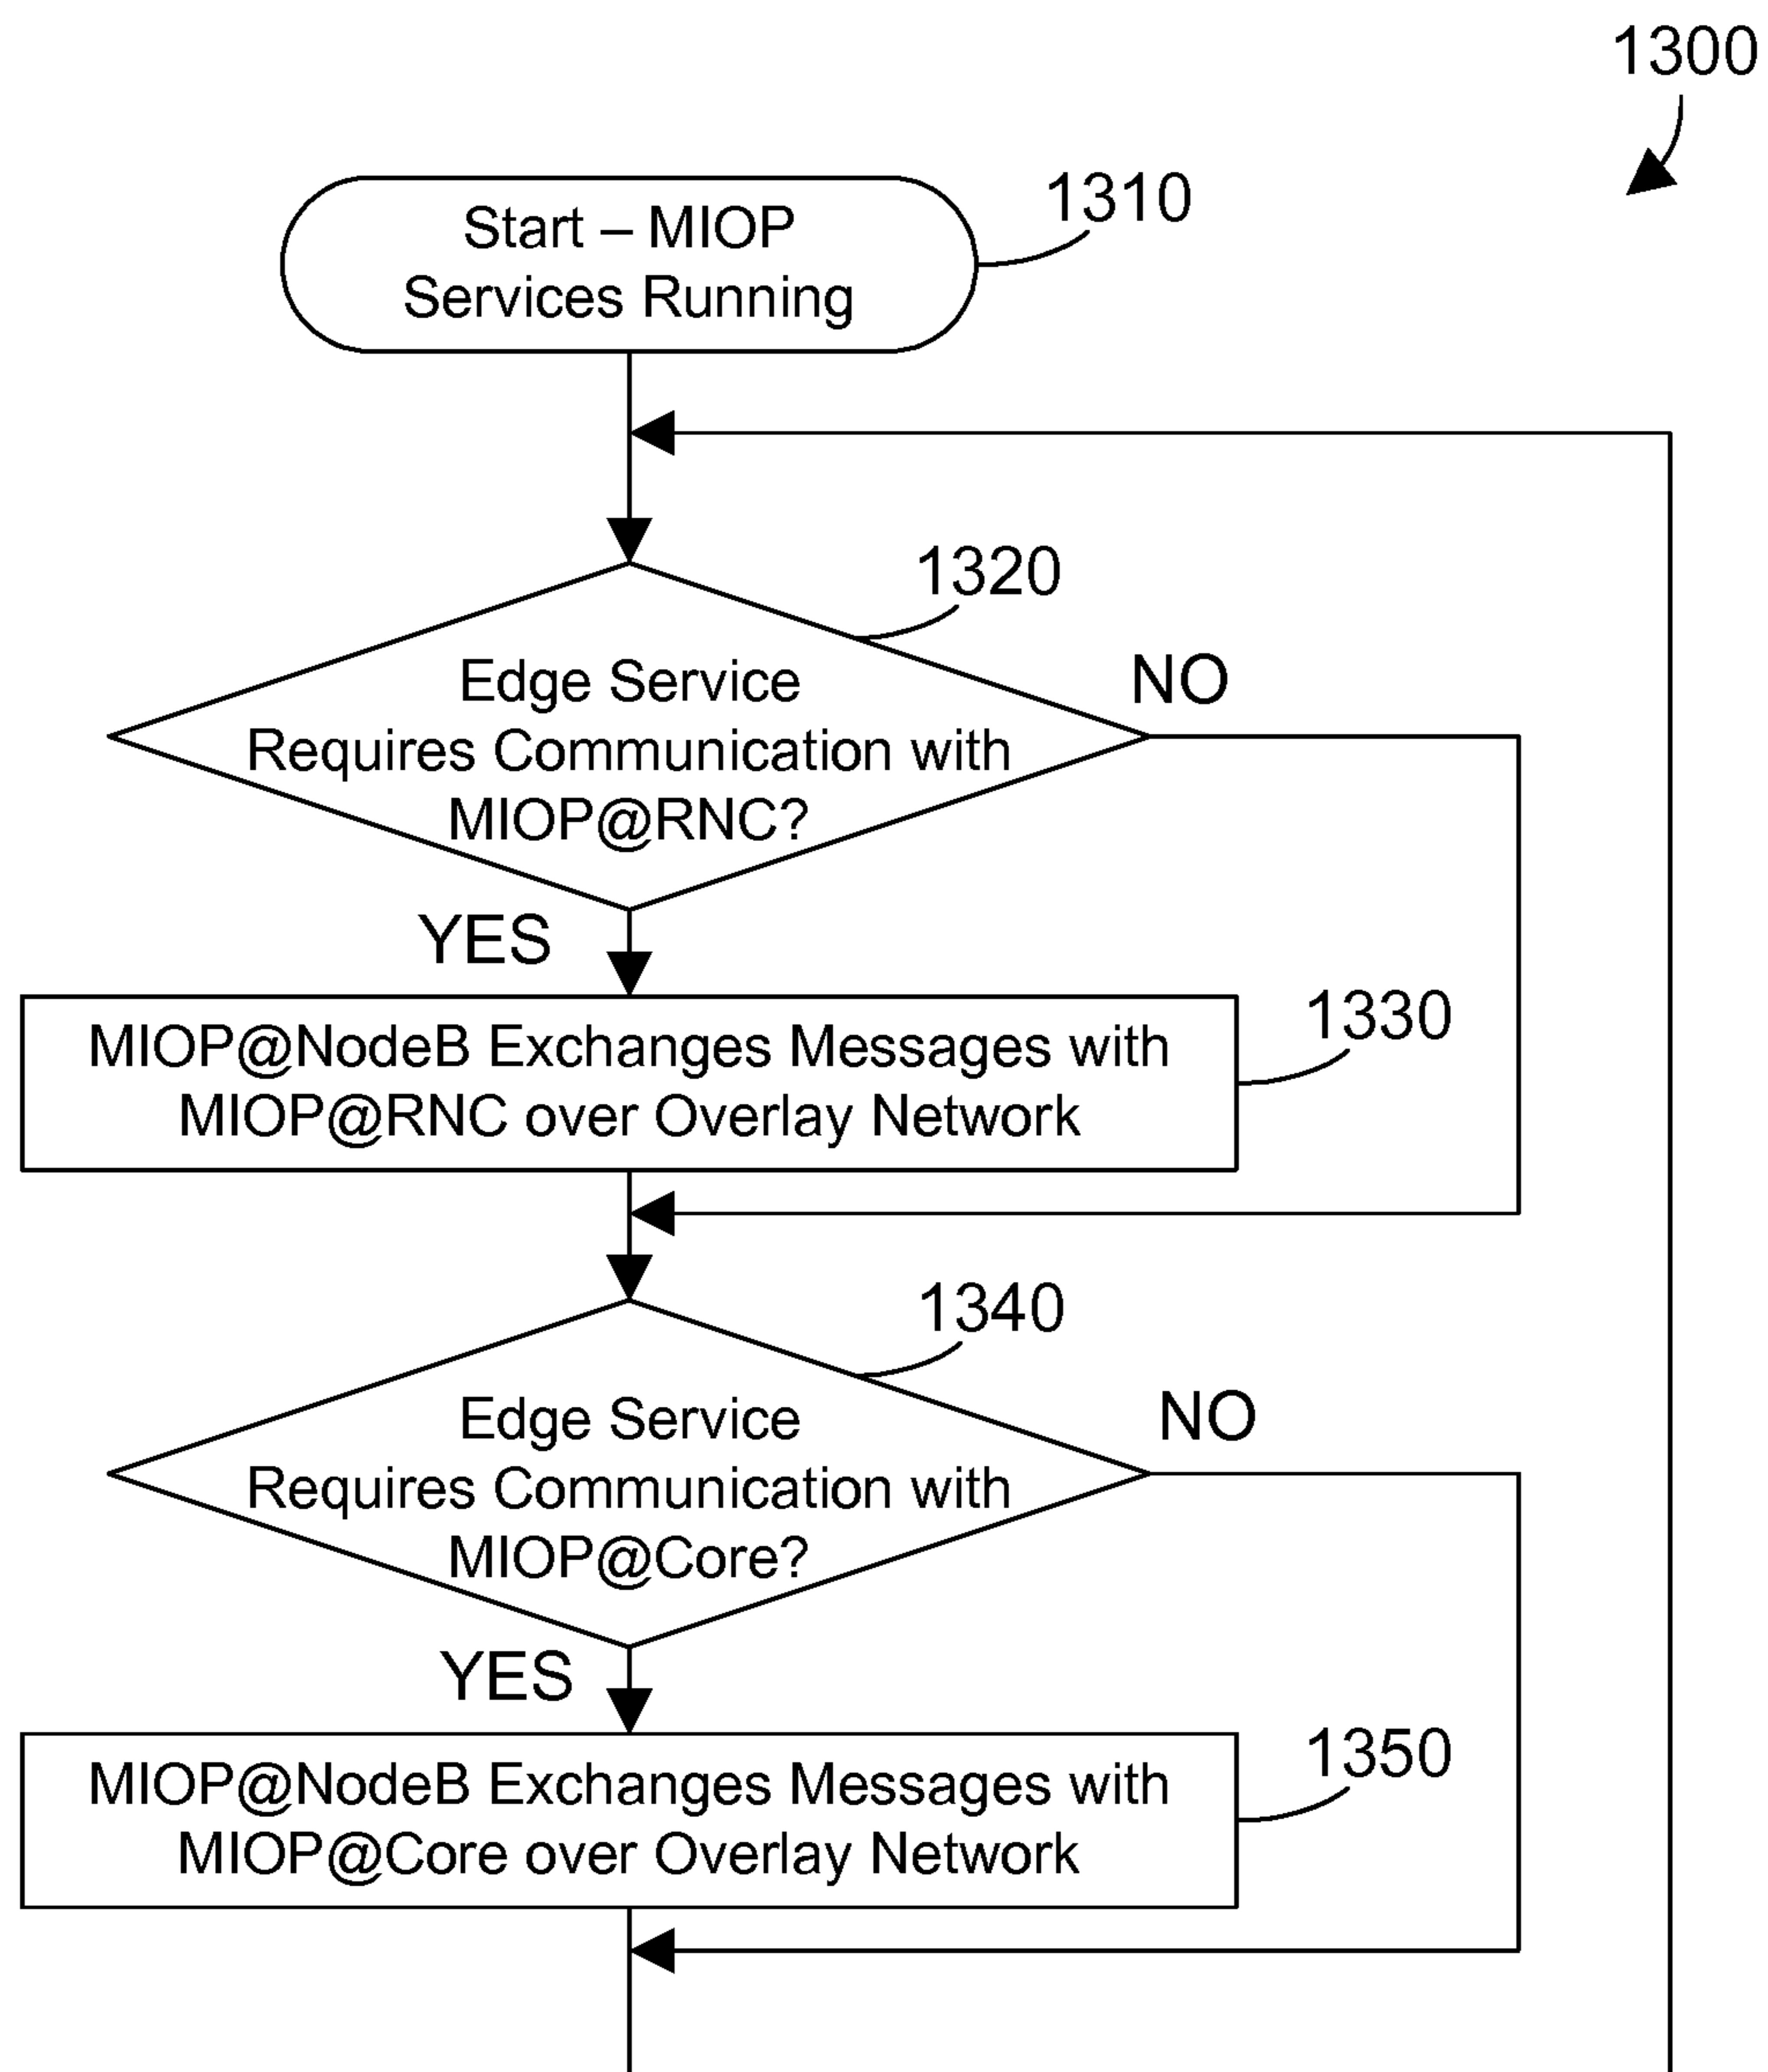 1300
1310
Start – MIOP
Services Running
1320
Edge Service
Requires Communication with
MIOP@RNC?
NO
YES
1330
MIOP@NodeB Exchanges Messages with
MIOP@RNC over Overlay Network
1340
Edge Service
Requires Communication with
MIOP@Core?
NO
YES
1350
MIOP@NodeB Exchanges Messages with
MIOP@Core over Overlay Network